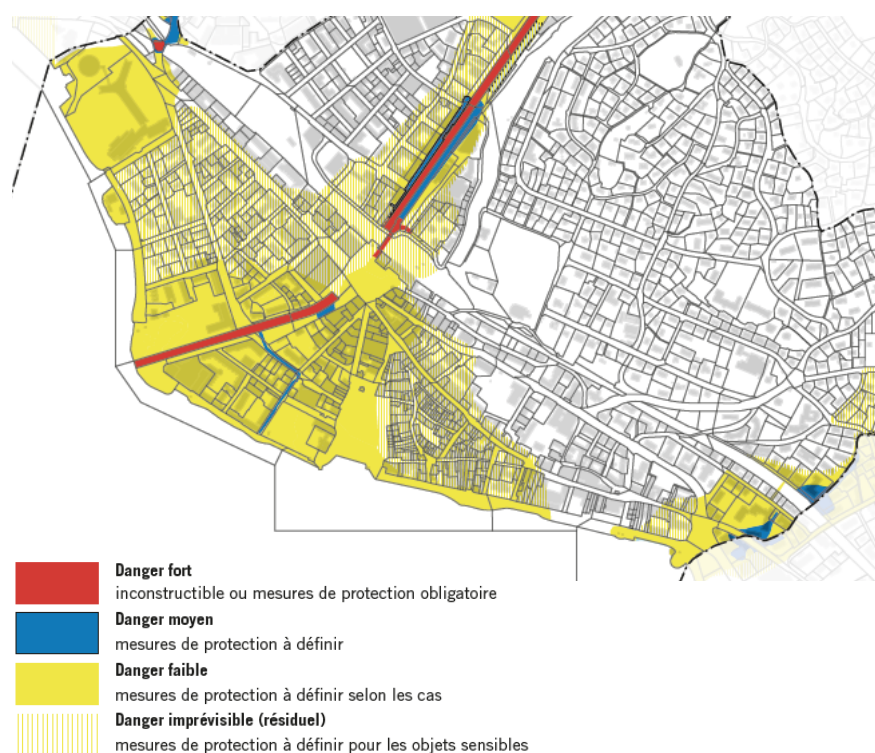 Danger fort
inconstructible ou mesures de protection obligatoire
Danger moyen
mesures de protection à définir
Danger faible
mesures de protection à définir selon les cas
Danger imprévisible (résiduel)
mesures de protection à définir pour les objets sensibles